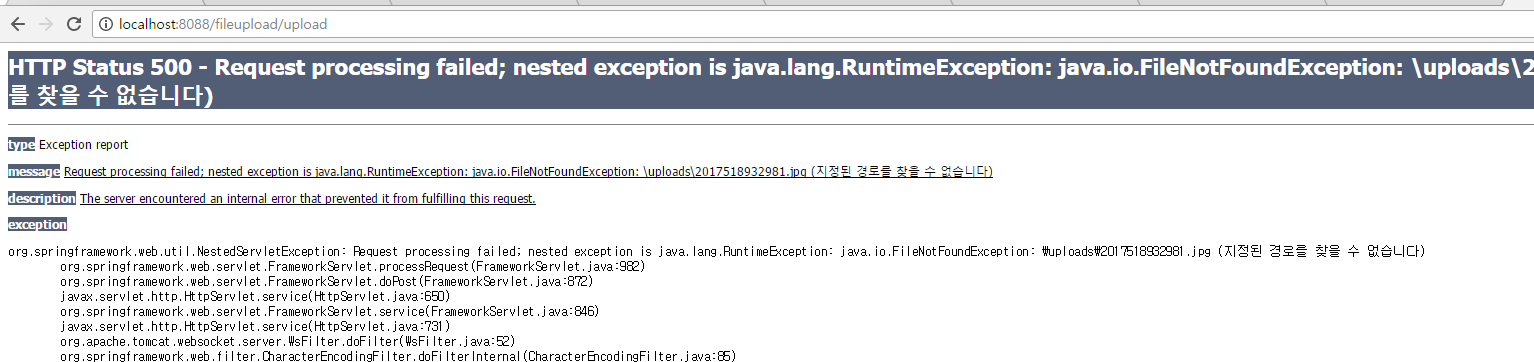 localhost:8088/fileupload/upload
HTTP Status 500 - Request processing failed; nested exception is java.lang.RuntimeException: java.io.FileNotFoundException: \uploads\2
를 찾을 수 없습니다)
type Exception report
message Request processing failed; nested exception is java.lang.RuntimeException: java.io.FileNotFoundException: \uploads\2017518932981.jpg (지정된 경로를 찾을 수 없습니다)
description The server encountered an internal error that prevented it from fulfilling this request.
exception
org.springframework.web.util.NestedServletException: Request processing failed; nested exception is java.lang.RuntimeException: java.io.FileNotFoundException: ₩uploads₩2017518932981.jpg (지정된 경로를 찾을 수 없습니다)
org.springframework.web.servlet.FrameworkServlet.processRequest(FrameworkServlet.java:982)
org.springframework.web.servlet.FrameworkServlet.doPost(FrameworkServlet.java:872)
javax.servlet.http.HttpServlet.service(HttpServlet.java:650)
org.springframework.web.servlet.FrameworkServlet.service(FrameworkServlet.java:846)
javax.servlet.http.HttpServlet.service(HttpServlet.java:731)
org.apache.tomcat.websocket.server.WsFilter.doFilter(WsFilter.java:52)
org.springframework.web.filter.CharacterEncodingFilter.doFilterInternal(CharacterEncodingFilter.java:85)